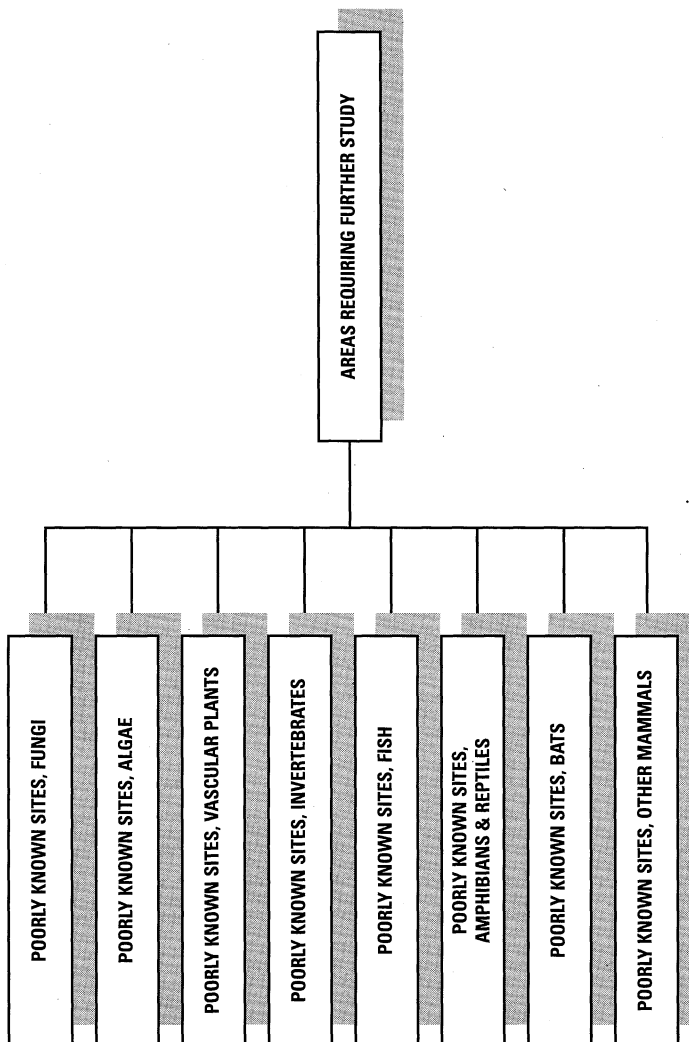 AREAS REQUIRING FURTHER STUDY
POORLY KNOWN SITES, FUNGI
POORLY KNOWN SITES, ALGAE
POORLY KNOWN SITES, VASCULAR PLANTS
POORLY KNOWN SITES, INVERTEBRATES
POORLY KNOWN SITES, FISH
POORLY KNOWN SITES,
AMPHIBIANS & REPTILES
POORLY KNOWN SITES, BATS
POORLY KNOWN SITES, OTHER MAMMALS